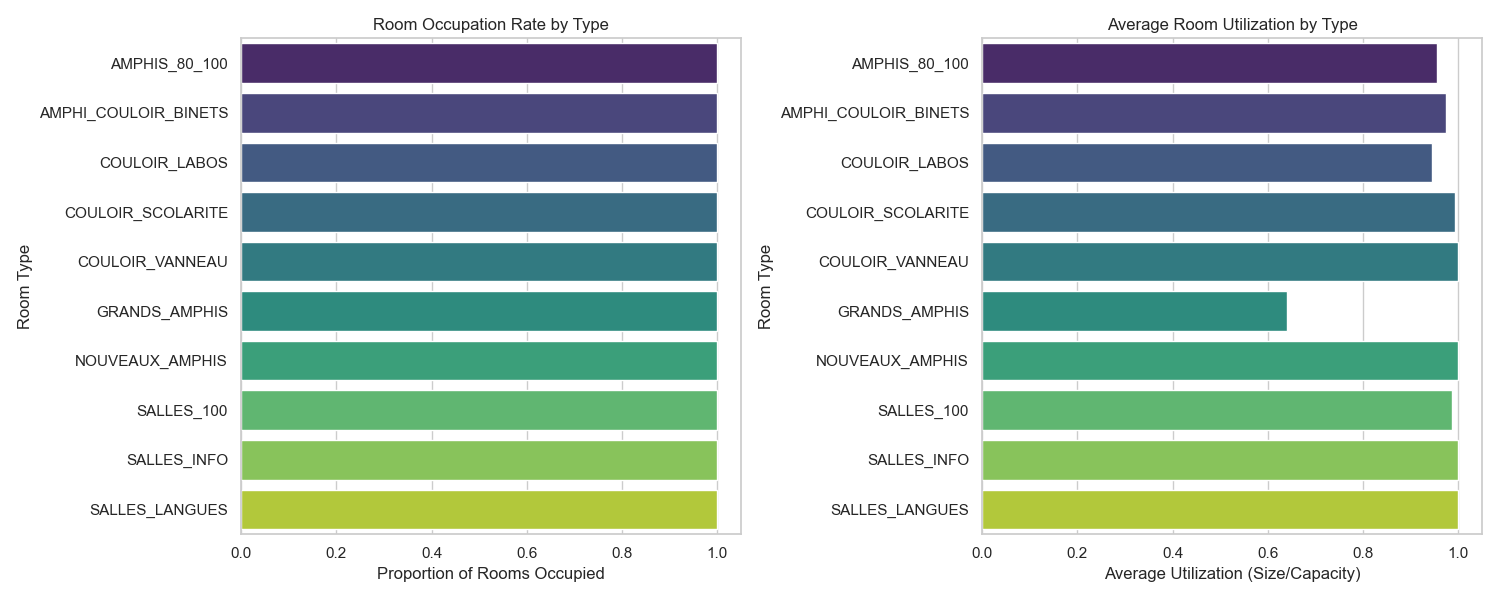 Room Occupation Rate by Type
Room Type
AMPHIS_80_100
AMPHI_COULOIR_BINETS
COULOIR_LABOS
COULOIR_SCOLARITE
COULOIR_VANNEAU
GRANDS_AMPHIS
NOUVEAUX_AMPHIS
SALLES_100
SALLES_INFO
SALLES_LANGUES
0.0 0.2 0.4 0.6 0.8 1.0
Proportion of Rooms Occupied
Average Room Utilization by Type
Room Type
AMPHIS_80_100
AMPHI_COULOIR_BINETS
COULOIR_LABOS
COULOIR_SCOLARITE
COULOIR_VANNEAU
GRANDS_AMPHIS
NOUVEAUX_AMPHIS
SALLES_100
SALLES_INFO
SALLES_LANGUES
0.0 0.2 0.4 0.6 0.8 1.0
Average Utilization (Size/Capacity)